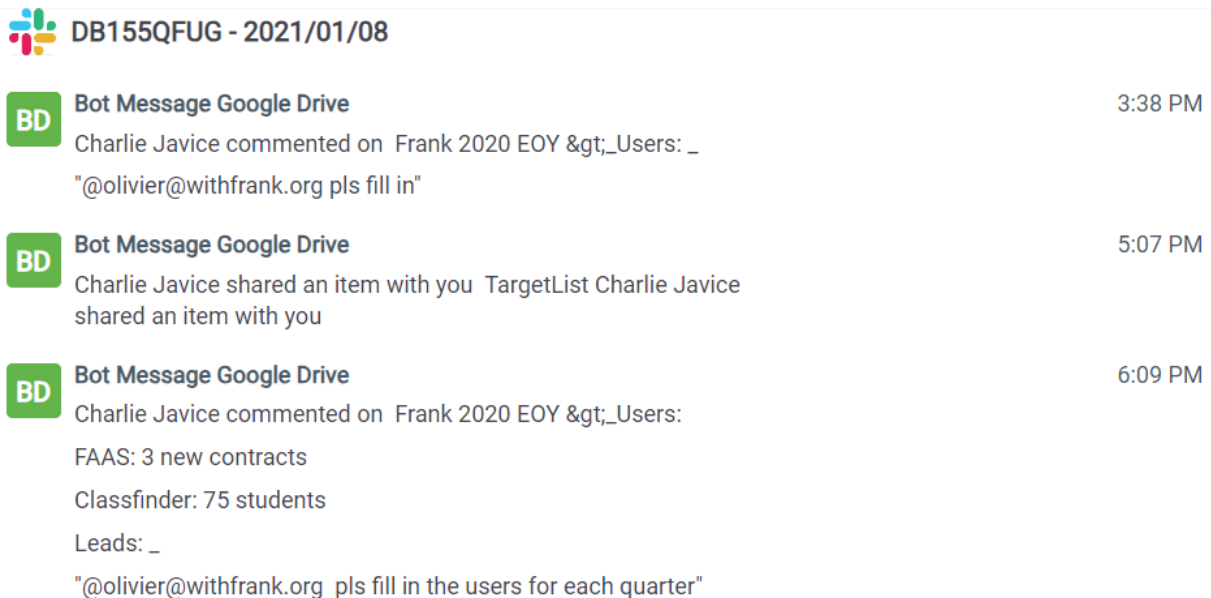 DB155QFUG - 2021/01/08
BD
Bot Message Google Drive
3:38 PM
Charlie Javice commented on  Frank 2020 EOY &gt;_Users: _
"@olivier@withfrank.org pls fill in"
BD
Bot Message Google Drive
5:07 PM
Charlie Javice shared an item with you  TargetList Charlie Javice
shared an item with you
BD
Bot Message Google Drive
6:09 PM
Charlie Javice commented on  Frank 2020 EOY &gt;_Users:
FAAS: 3 new contracts
Classfinder: 75 students
Leads: _
"@olivier@withfrank.org  pls fill in the users for each quarter"